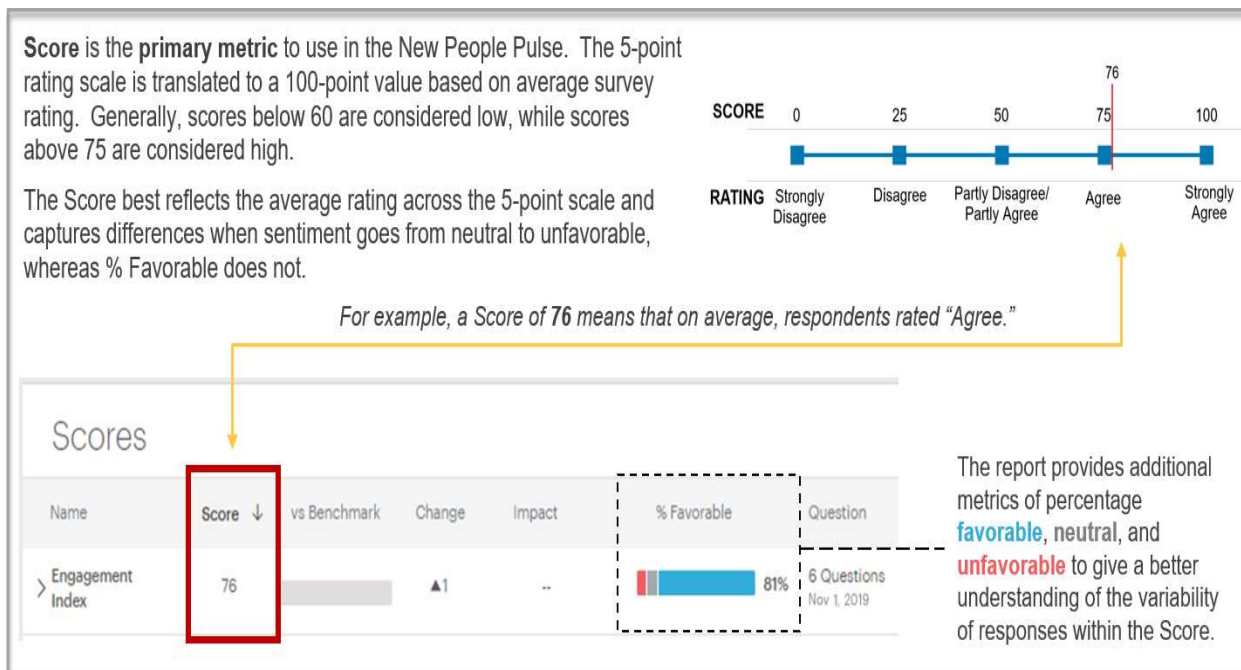 Score is the primary metric to use in the New People Pulse. The 5-point
rating scale is translated to a 100-point value based on average survey
rating. Generally, scores below 60 are considered low, while scores
above 75 are considered high.
The Score best reflects the average rating across the 5-point scale and
captures differences when sentiment goes from neutral to unfavorable,
whereas % Favorable does not.
76
SCORE 0 25 50 75 100
RATING Strongly Disagree Disagree Partly Disagree/ Partly Agree Agree Strongly Agree
For example, a Score of 76 means that on average, respondents rated “Agree.”
Scores
Name Score ↓ vs Benchmark Change Impact % Favorable Question
Engagement Index 76 ▲1 -- 81% 6 Questions
Nov 1, 2019
The report provides additional
metrics of percentage
favorable, neutral, and
unfavorable to give a better
understanding of the variability
of responses within the Score.